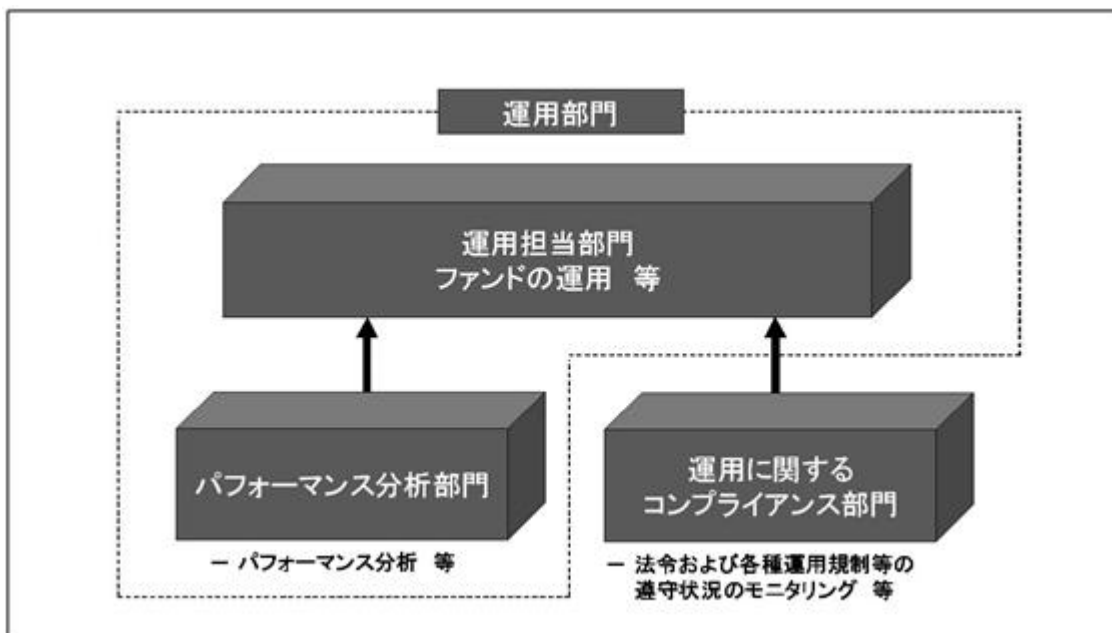 運用部門
運用担当部門
ファンドの運用　等
パフォーマンス分析部門
－ パフォーマンス分析　等
運用に関する
コンプライアンス部門
－ 法令および各種運用規制等の
遵守状況のモニタリング　等